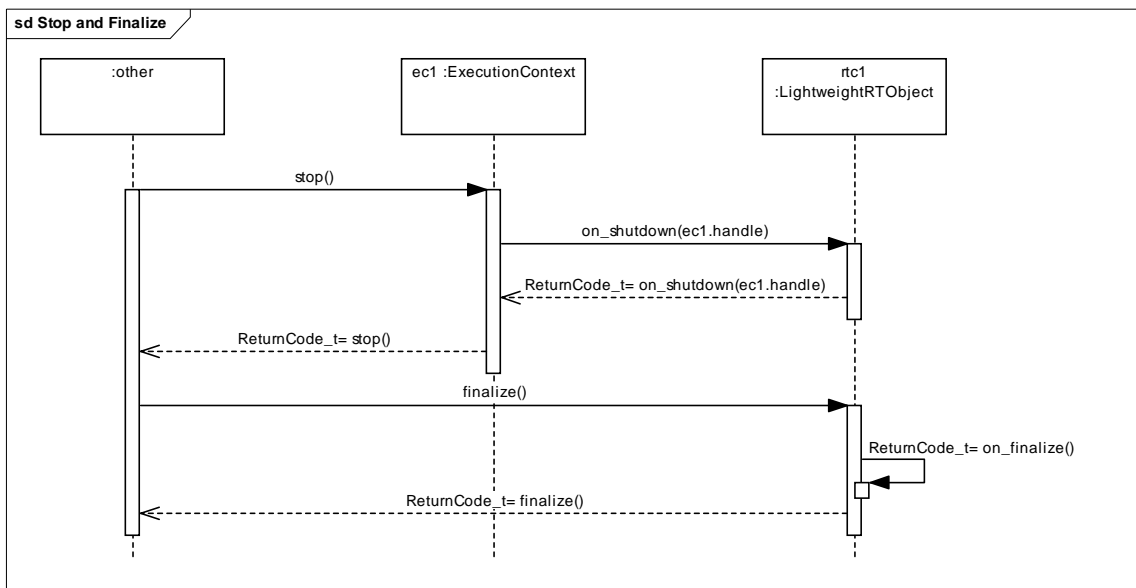 sd Stop and Finalize
:other
ec1 :ExecutionContext
rtc1
:LightweightRTObject
stop()
on_shutdown(ec1.handle)
ReturnCode_t= on_shutdown(ec1.handle)
ReturnCode_t= stop()
finalize()
ReturnCode_t= on_finalize()
ReturnCode_t= finalize()